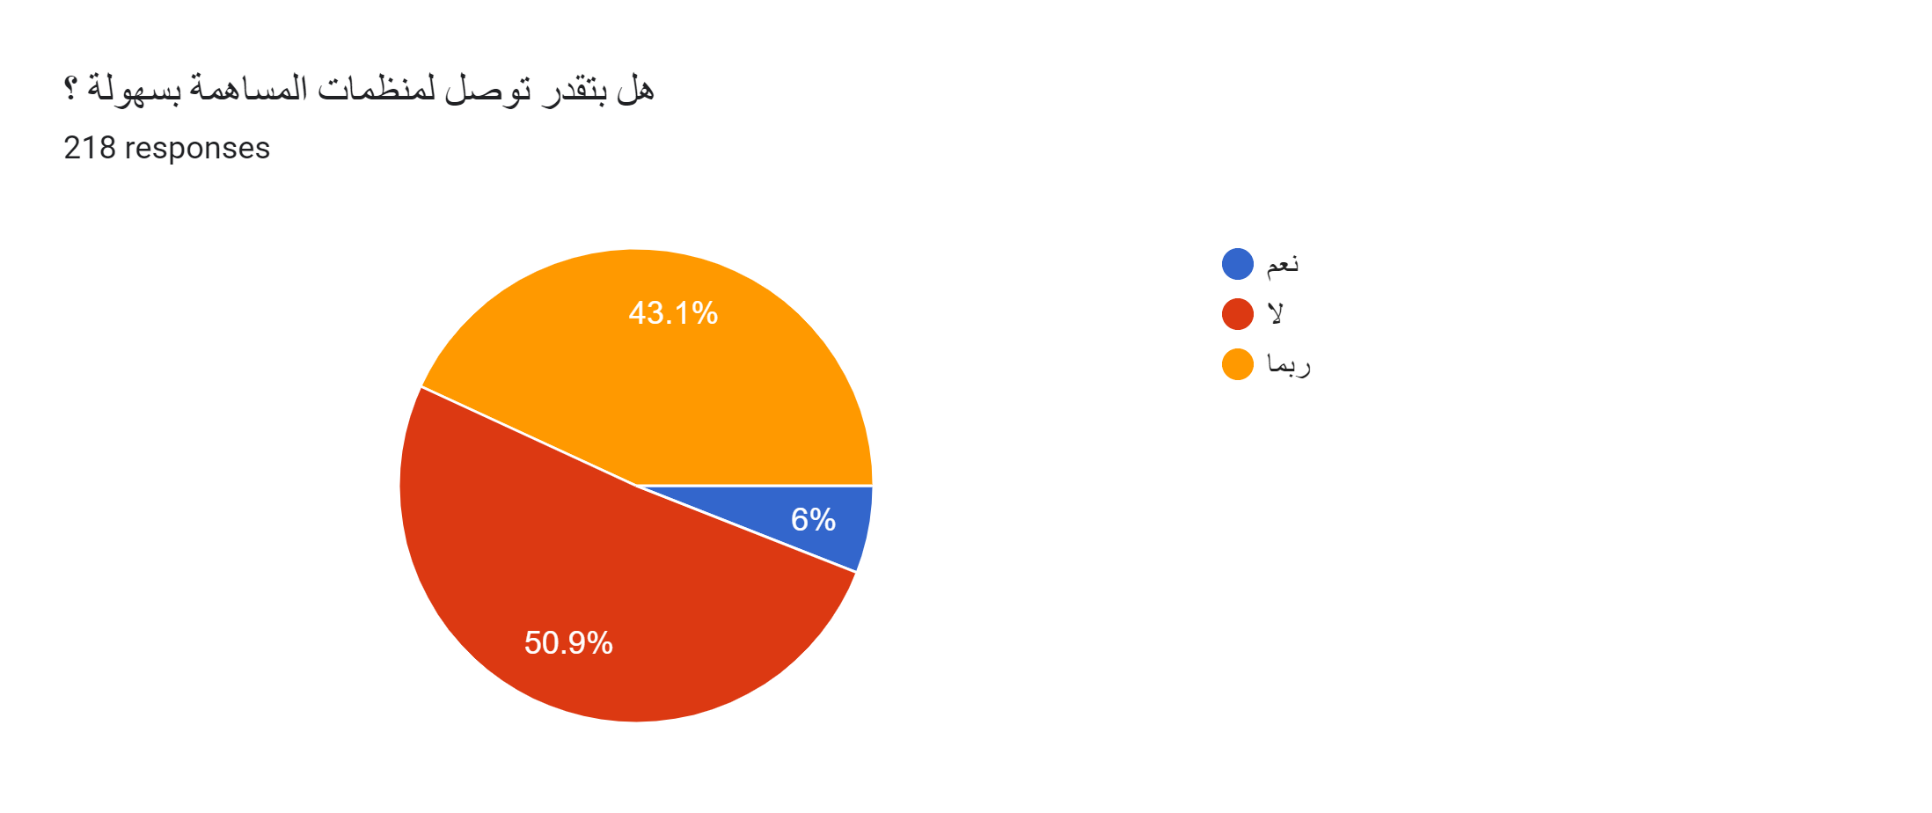 هل بتقدر توصل لمنظمات المساهمة بسهولة ؟
218 responses
نعم
لا
ربما
43.1%
6%
50.9%